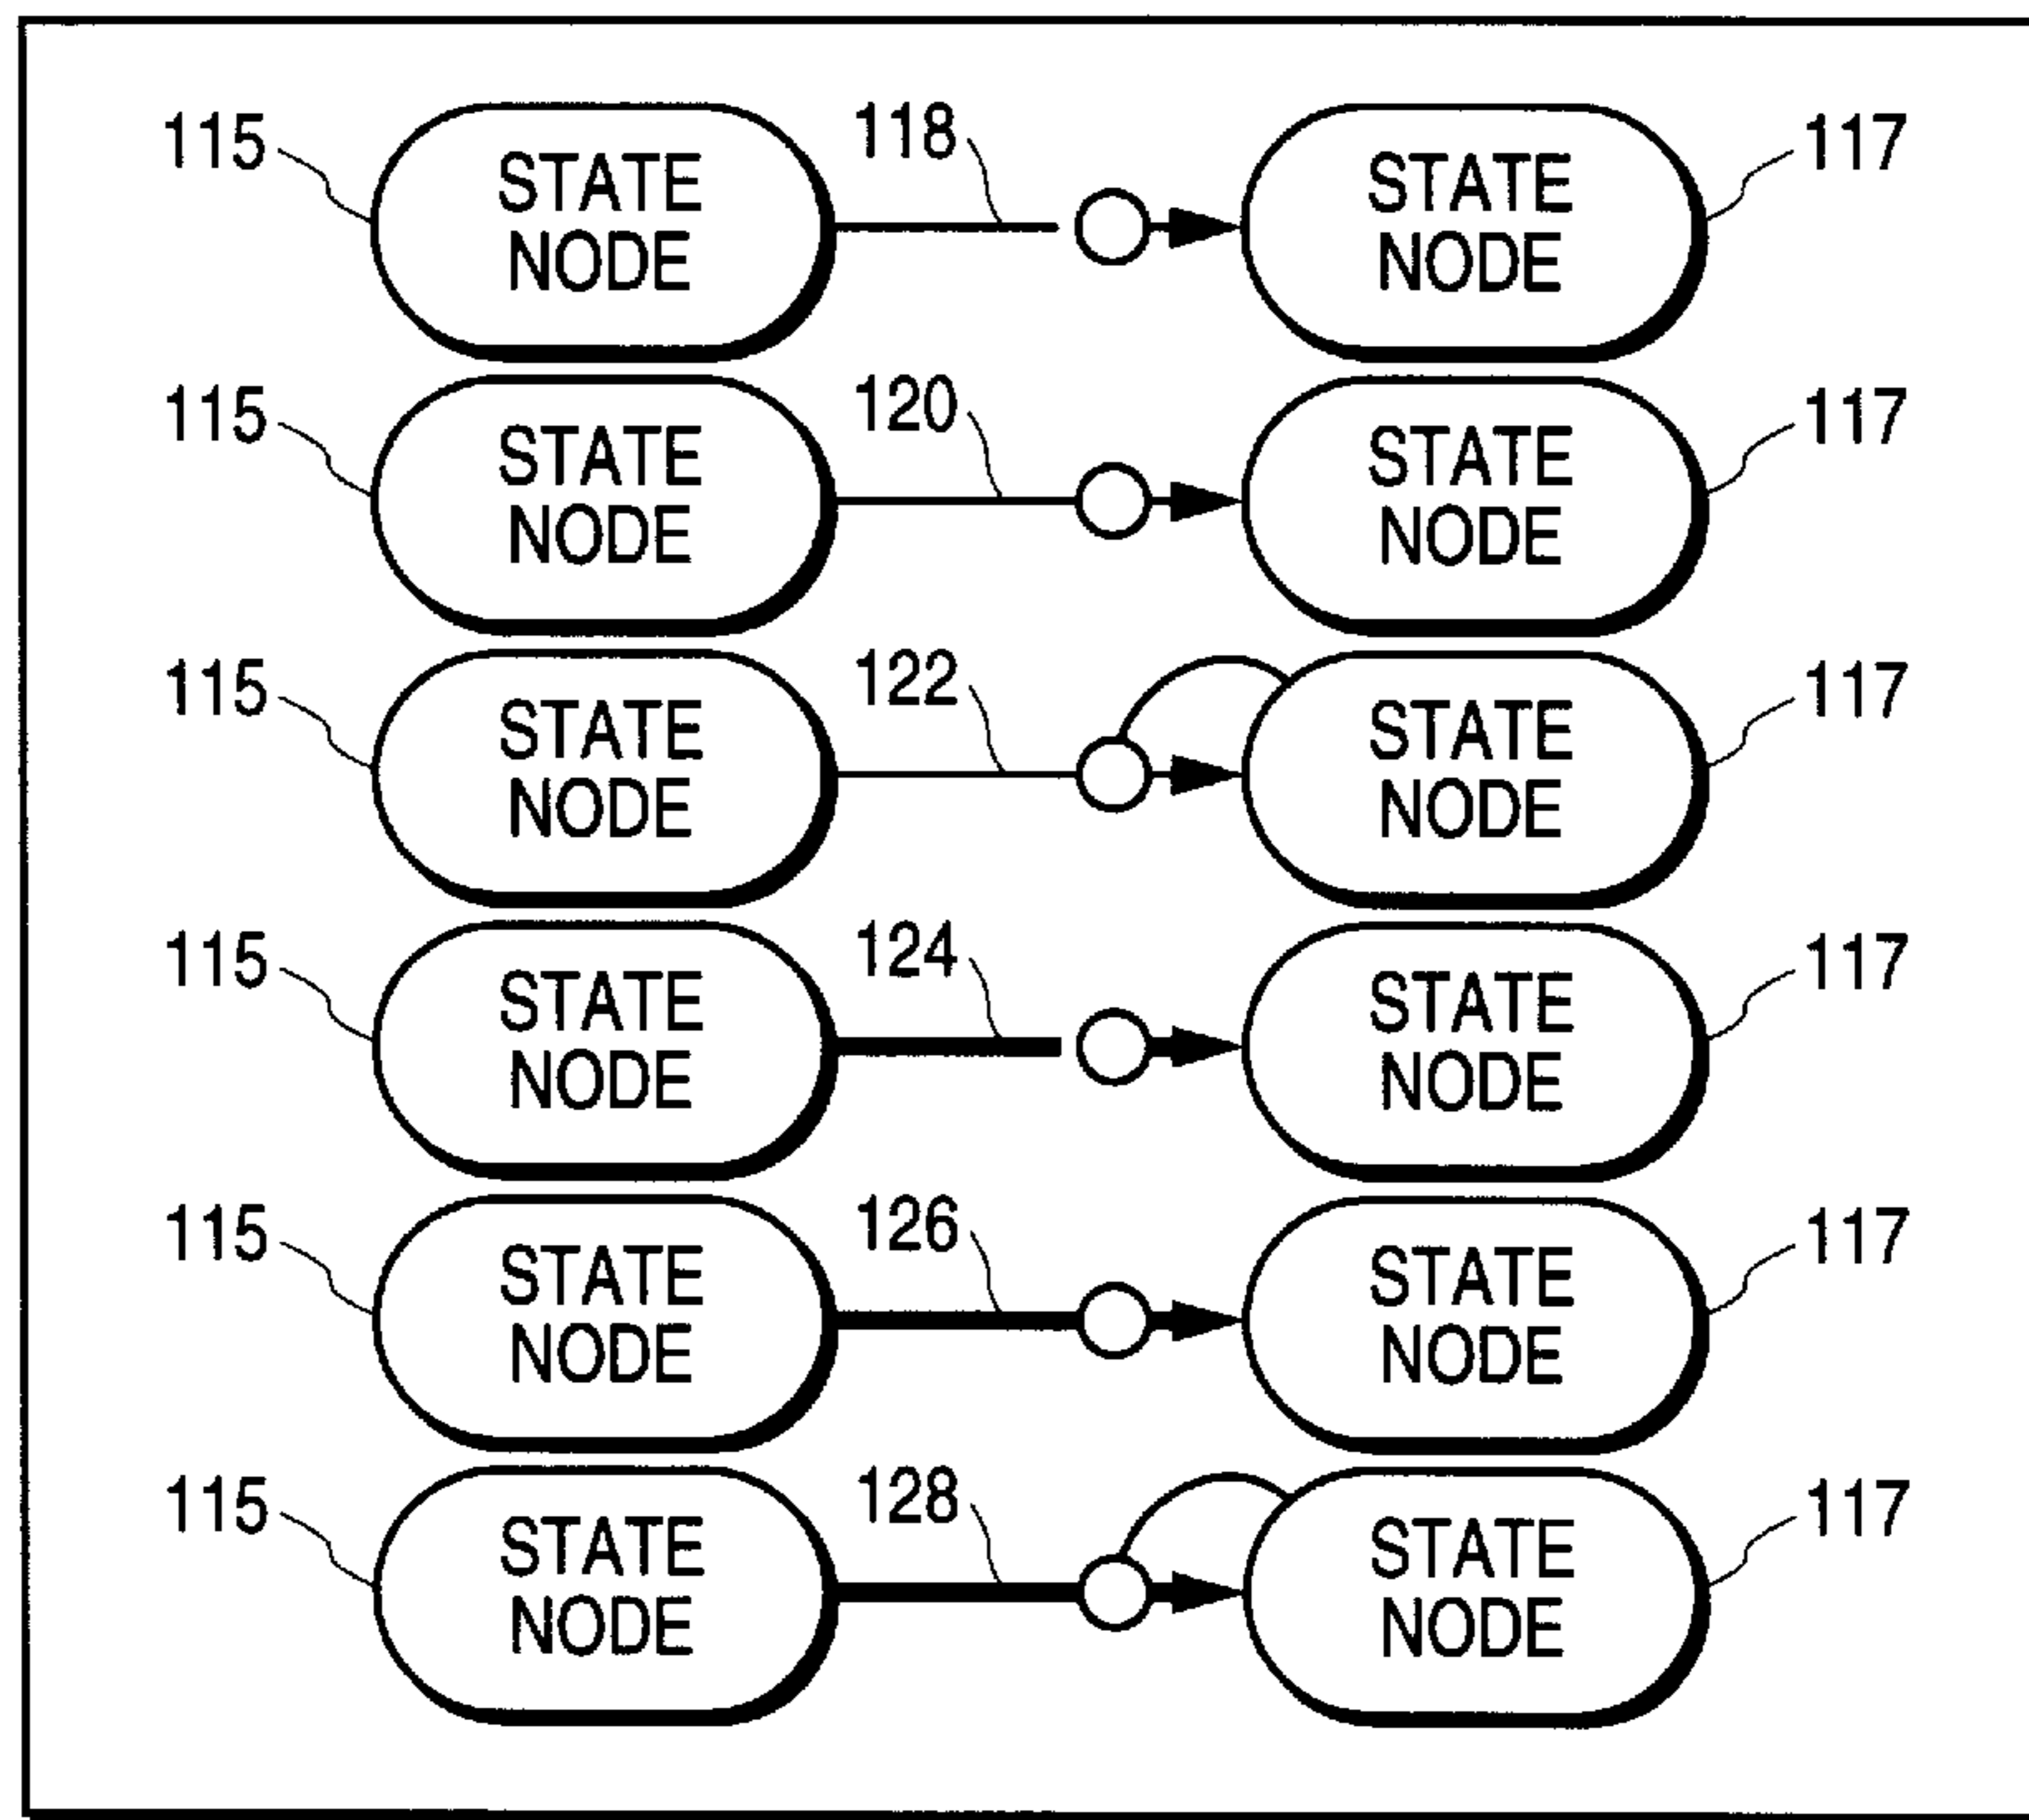 115 STATE NODE 118 STATE NODE 117
115 STATE NODE 120 STATE NODE 117
115 STATE NODE 122 STATE NODE 117
115 STATE NODE 124 STATE NODE 117
115 STATE NODE 126 STATE NODE 117
115 STATE NODE 128 STATE NODE 117